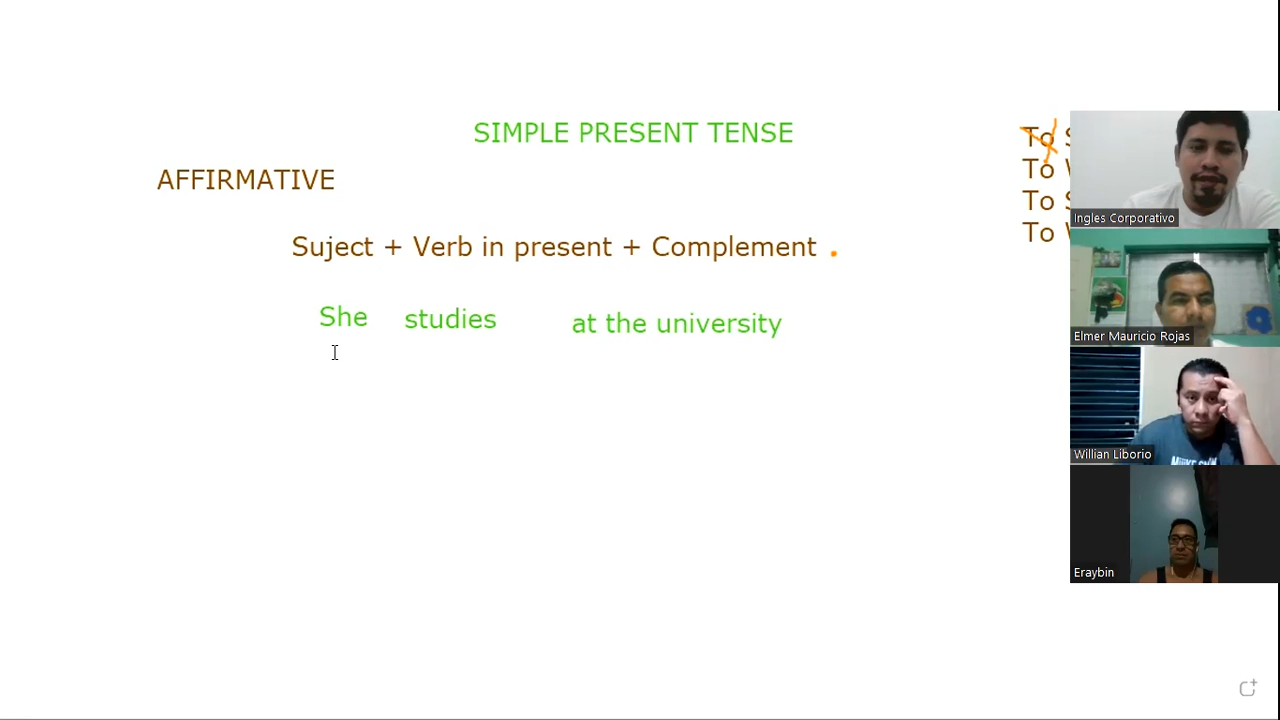 SIMPLE PRESENT TENSE
AFFIRMATIVE
Suject + Verb in present + Complement .
She studies at the university
To
To
To
To
Ingles Corporativo
Elmer Mauricio Rojas
Willian Liborio
Eraybin